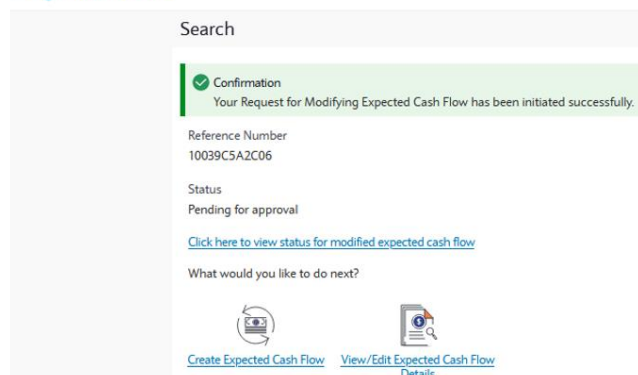 Search
Confirmation
Your Request for Modifying Expected Cash Flow has been initiated successfully.
Reference Number
10039C5A2C06
Status
Pending for approval
Click here to view status for modified expected cash flow
What would you like to do next?
Create Expected Cash Flow
View/Edit Expected Cash Flow
Details